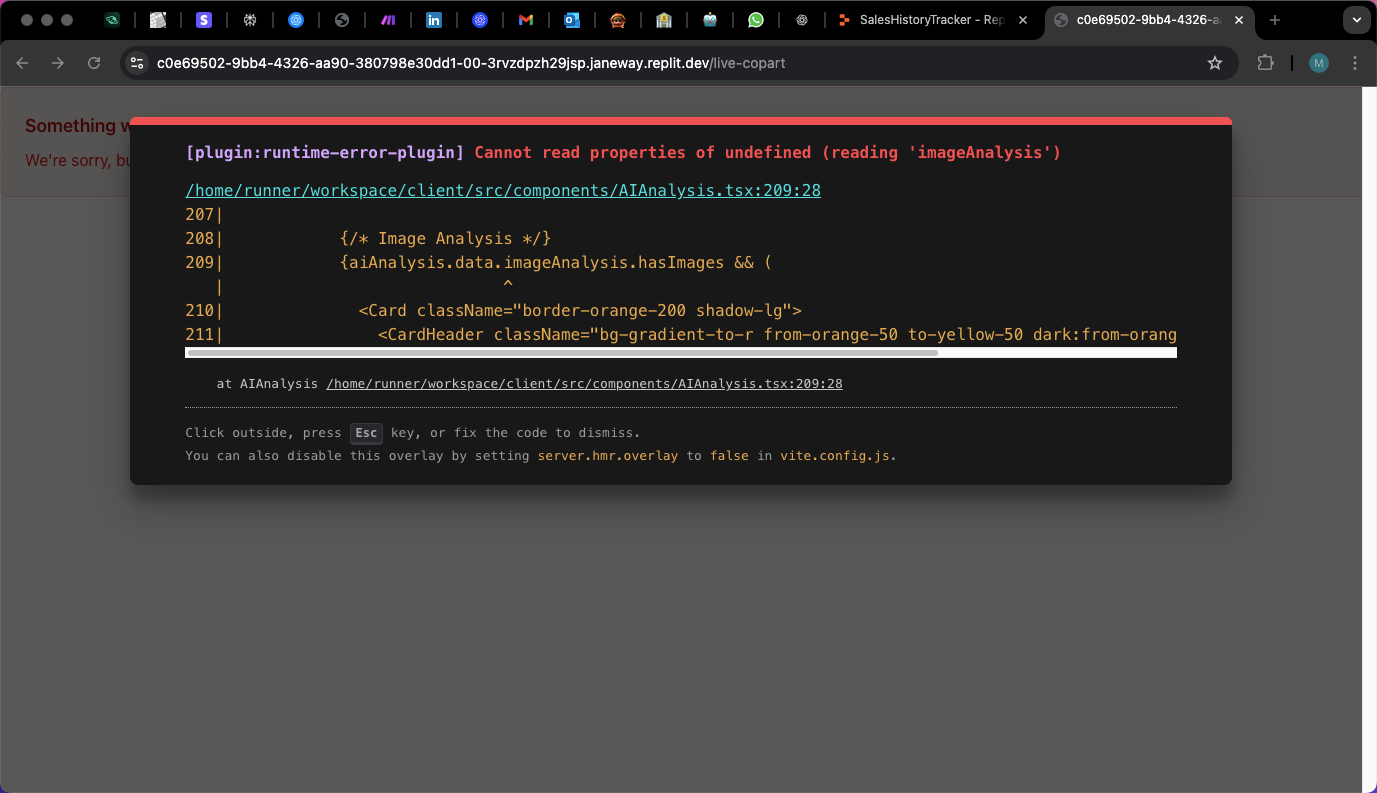 SalesHistoryTracker - Rep
c0e69502-9bb4-4326-aa
c0e69502-9bb4-4326-aa90-380798e30dd1-00-3rvzdpzh29jsp.janeway.replit.dev/live-copart
M
Something w
We're sorry, bu
[plugin:runtime-error-plugin] Cannot read properties of undefined (reading 'imageAnalysis')
/home/runner/workspace/client/src/components/AIAnalysis.tsx:209:28
207|
208|            {/* Image Analysis */}
209|            {aiAnalysis.data.imageAnalysis.hasImages && (
   |                             ^
210|              <Card className="border-orange-200 shadow-lg">
211|                <CardHeader className="bg-gradient-to-r from-orange-50 to-yellow-50 dark:from-orang
at AIAnalysis /home/runner/workspace/client/src/components/AIAnalysis.tsx:209:28
Click outside, press Esc key, or fix the code to dismiss.
You can also disable this overlay by setting server.hmr.overlay to false in vite.config.js.